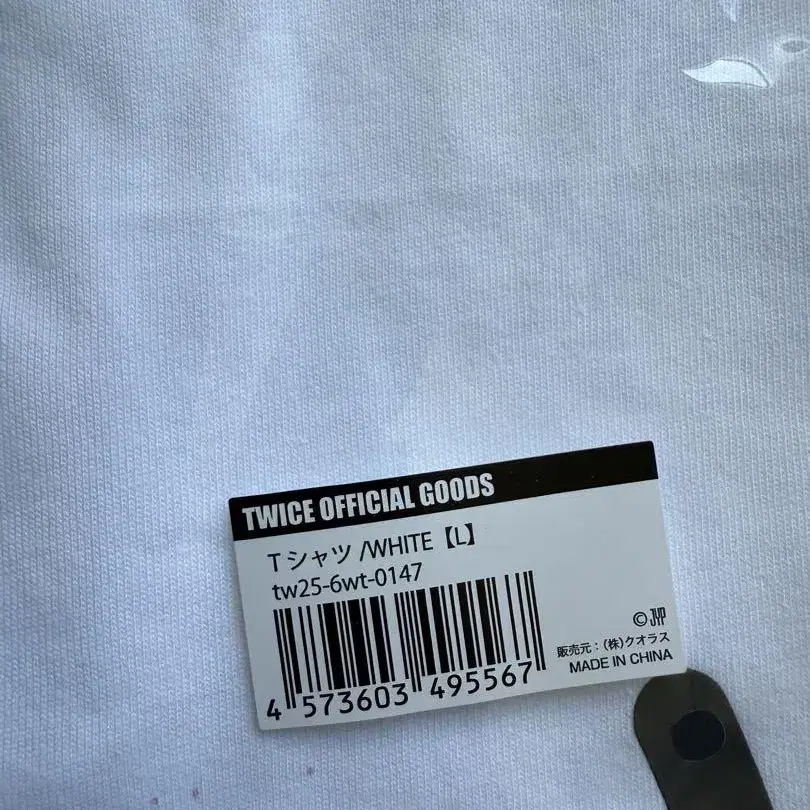 TWICE OFFICIAL GOODS
Tシャツ /WHITE【L】
tw25-6wt-0147
4 573603 495567
© JYP
販売元：(株)クオラス
MADE IN CHINA